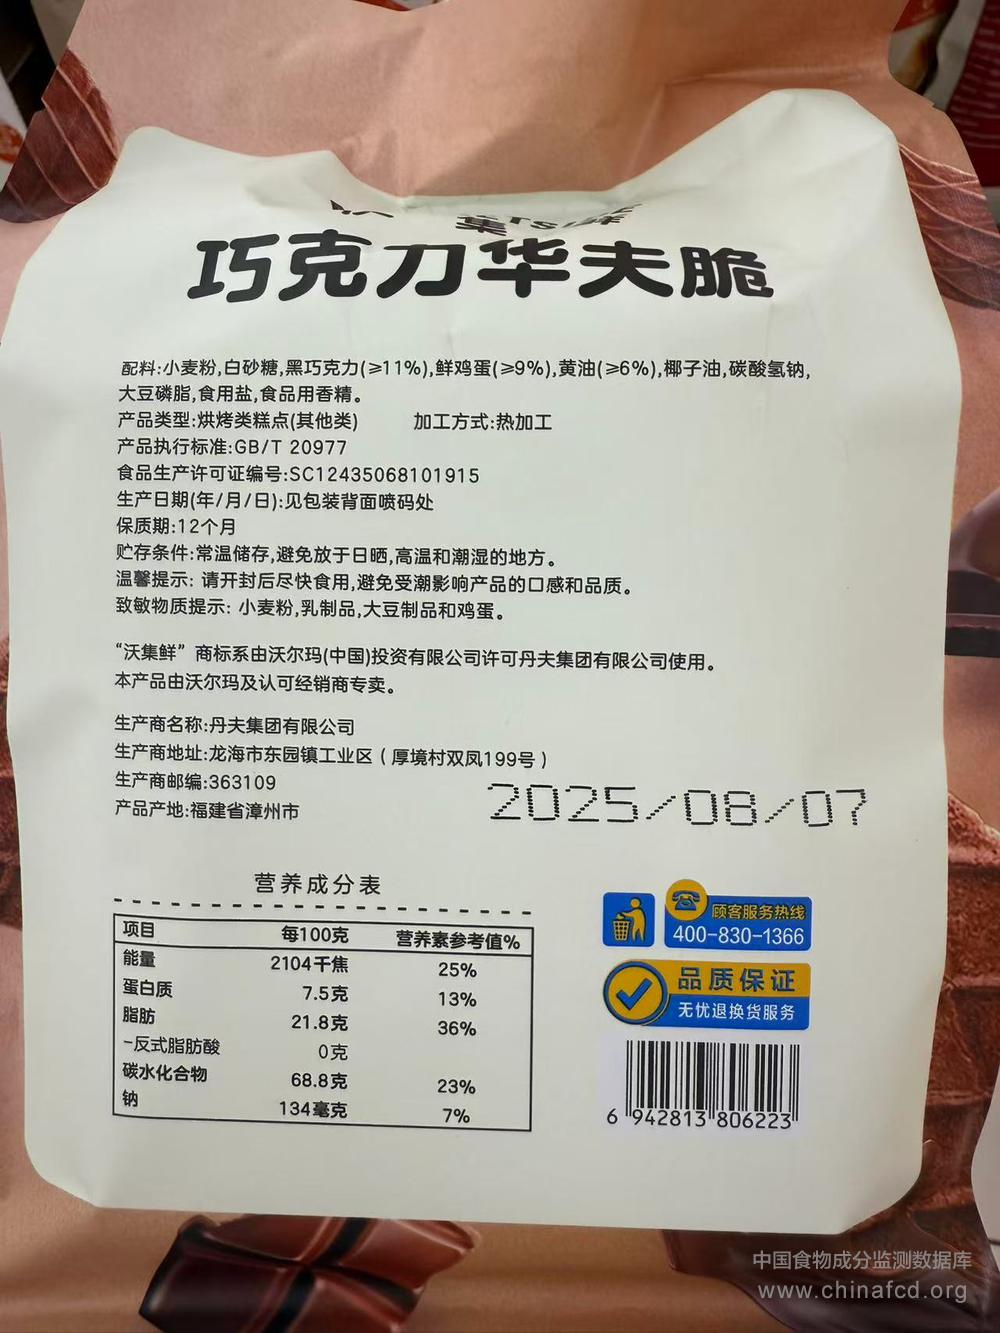 集
鲜
巧克力华夫脆
配料:小麦粉,白砂糖,黑巧克力(≥11%),鲜鸡蛋(≥9%),黄油(≥6%),椰子油,碳酸氢钠,
大豆磷脂,食用盐,食品用香精。
产品类型:烘烤类糕点(其他类) 加工方式:热加工
产品执行标准:GB/T 20977
食品生产许可证编号:SC12435068101915
生产日期(年/月/日):见包装背面喷码处
保质期:12个月
贮存条件:常温储存,避免放于日晒,高温和潮湿的地方。
温馨提示: 请开封后尽快食用,避免受潮影响产品的口感和品质。
致敏物质提示: 小麦粉,乳制品,大豆制品和鸡蛋。
“沃集鲜” 商标系由沃尔玛(中国)投资有限公司许可丹夫集团有限公司使用。
本产品由沃尔玛及认可经销商专卖。
生产商名称:丹夫集团有限公司
生产商地址:龙海市东园镇工业区（厚境村双凤199号）
生产商邮编:363109
产品产地:福建省漳州市
2025/08/07
营养成分表
项目 每100克 营养素参考值%
能量 2104千焦 25%
蛋白质 7.5克 13%
脂肪 21.8克 36%
-反式脂肪酸 0克
碳水化合物 68.8克 23%
钠 134毫克 7%
顾客服务热线
400-830-1366
品质保证
无忧退换货服务
6 942813 806223
中国食物成分监测数据库
www.chinafcd.org